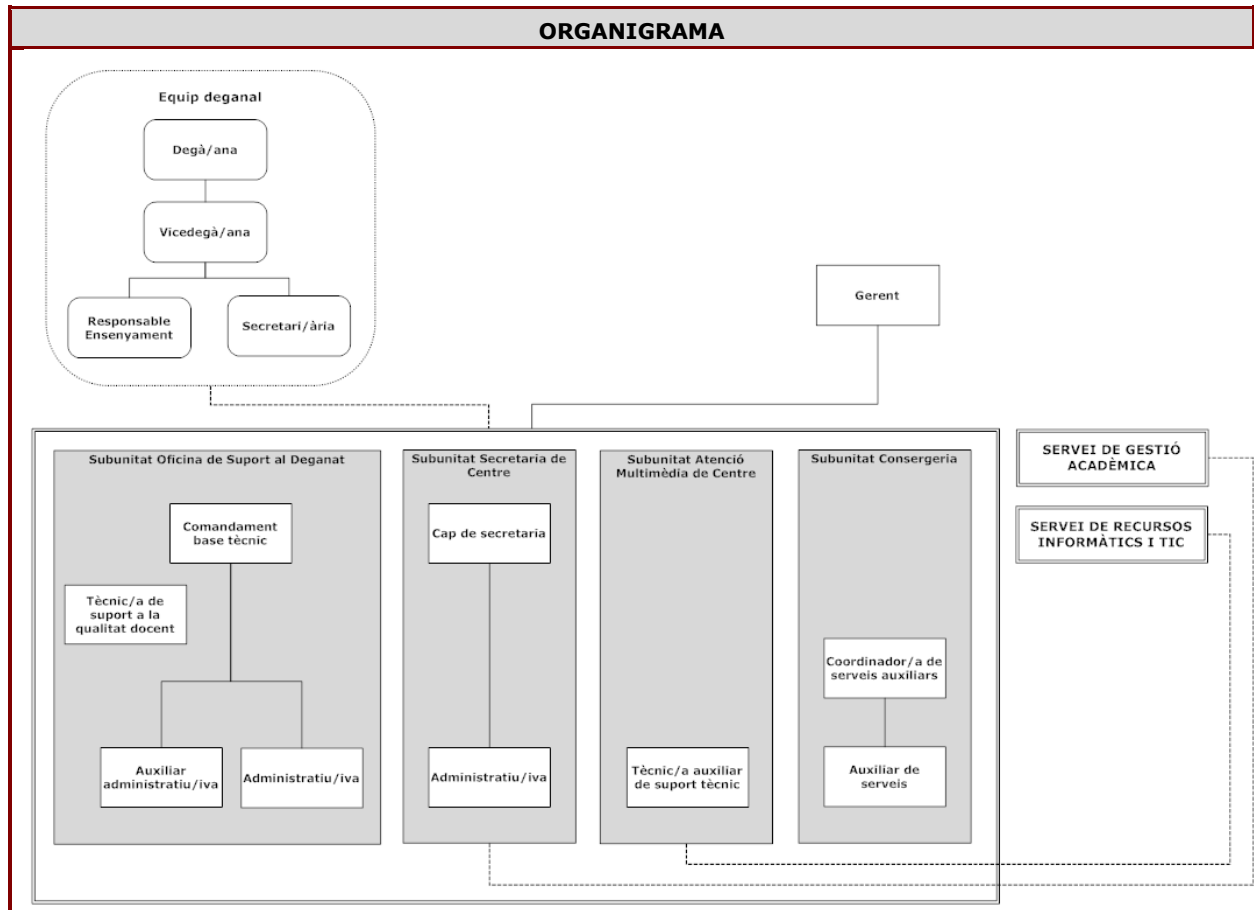 ORGANIGRAMA
Equip deganal
Degà/ana
Vicedegà/ana
Responsable
Ensenyament
Secretari/ària
Gerent
Subunitat Oficina de Suport al Deganat
Comandament
base tècnic
Tècnic/a de
suport a la
qualitat docent
Auxiliar
administratiu/iva
Administratiu/iva
Subunitat Secretaria de
Centre
Cap de secretaria
Administratiu/iva
Subunitat Atenció
Multimèdia de Centre
Tècnic/a auxiliar
de suport tècnic
Subunitat Consergeria
Coordinador/a de
serveis auxiliars
Auxiliar de
serveis
SERVEI DE GESTIÓ
ACADÈMICA
SERVEI DE RECURSOS
INFORMÀTICS I TIC